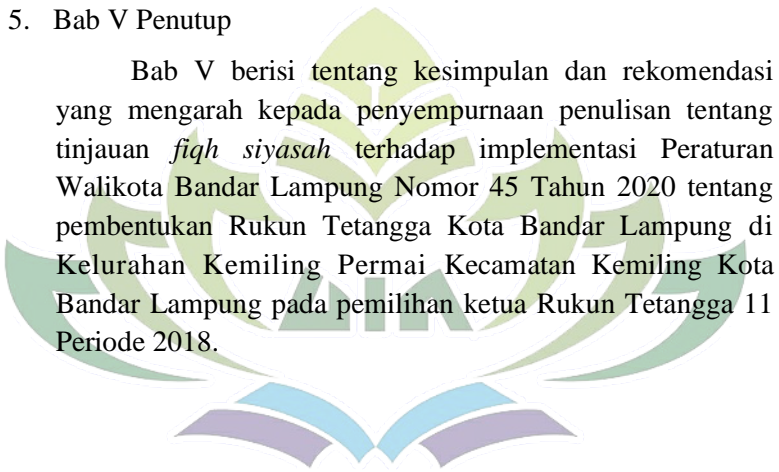 5. Bab V Penutup
Bab V berisi tentang kesimpulan dan rekomendasi
yang mengarah kepada penyempurnaan penulisan tentang
tinjauan fiqh siyasah terhadap implementasi Peraturan
Walikota Bandar Lampung Nomor 45 Tahun 2020 tentang
pembentukan Rukun Tetangga Kota Bandar Lampung di
Kelurahan Kemiling Permai Kecamatan Kemiling Kota
Bandar Lampung pada pemilihan ketua Rukun Tetangga 11
Periode 2018.